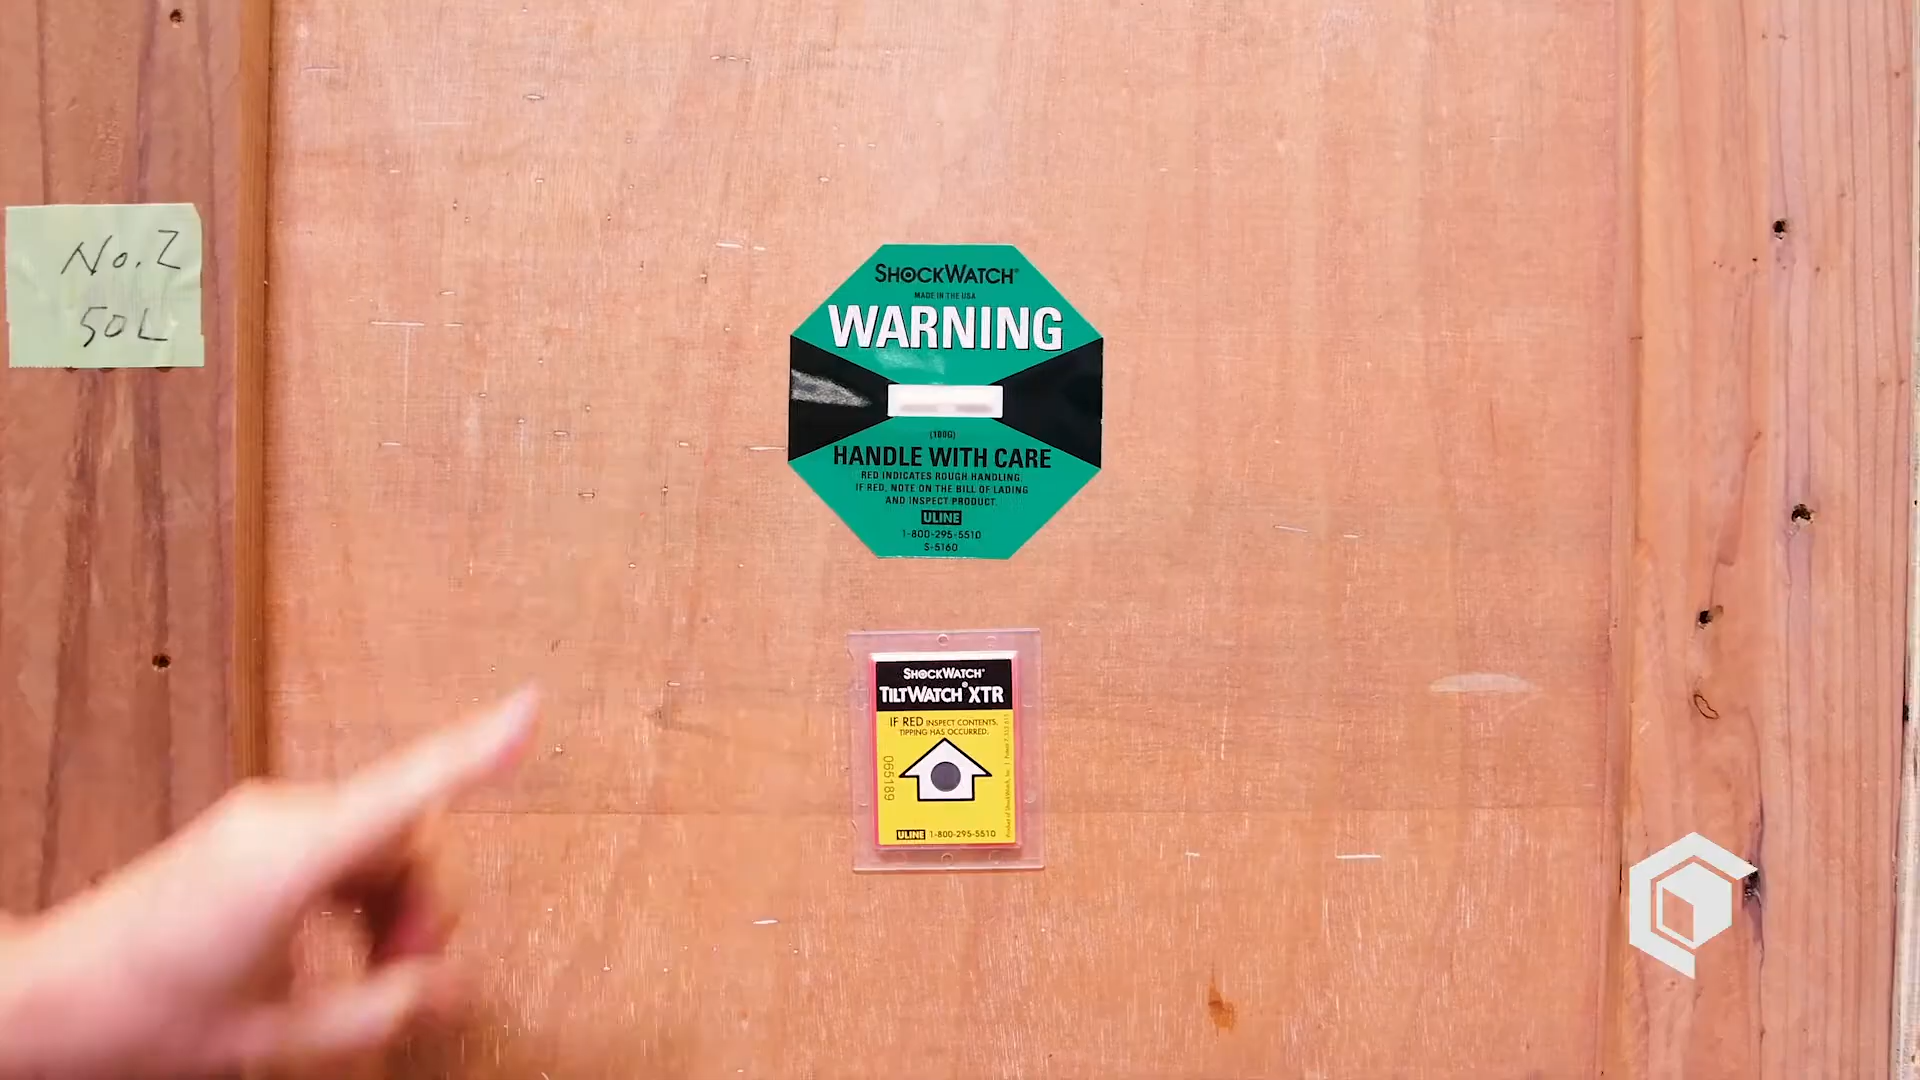 No. 2
50L
SHOCKWATCH®
MADE IN THE USA
WARNING
(100G)
HANDLE WITH CARE
RED INDICATES ROUGH HANDLING.
IF RED, NOTE ON THE BILL OF LADING
AND INSPECT PRODUCT.
ULINE
1-800-295-5510
S-5160
SHOCKWATCH®
TILTWATCH® XTR
IF RED INSPECT CONTENTS.
TIPPING HAS OCCURRED.
065189
ULINE 1-800-295-5510